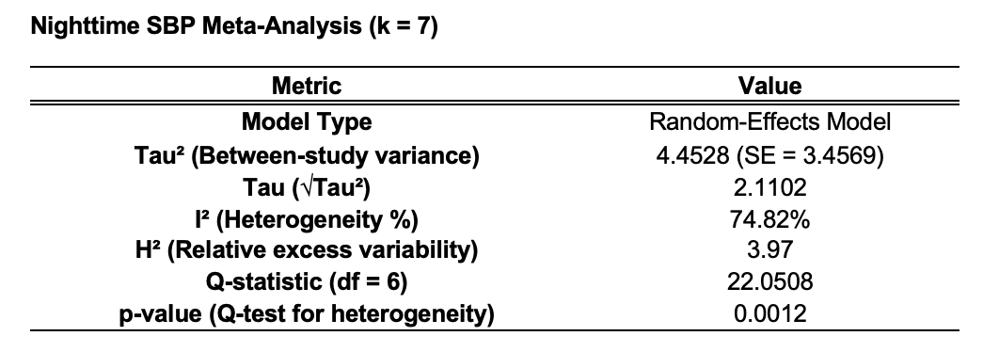 Nighttime SBP Meta-Analysis (k = 7)
Metric Value
Model Type Random-Effects Model
Tau² (Between-study variance) 4.4528 (SE = 3.4569)
Tau (√Tau²) 2.1102
I² (Heterogeneity %) 74.82%
H² (Relative excess variability) 3.97
Q-statistic (df = 6) 22.0508
p-value (Q-test for heterogeneity) 0.0012